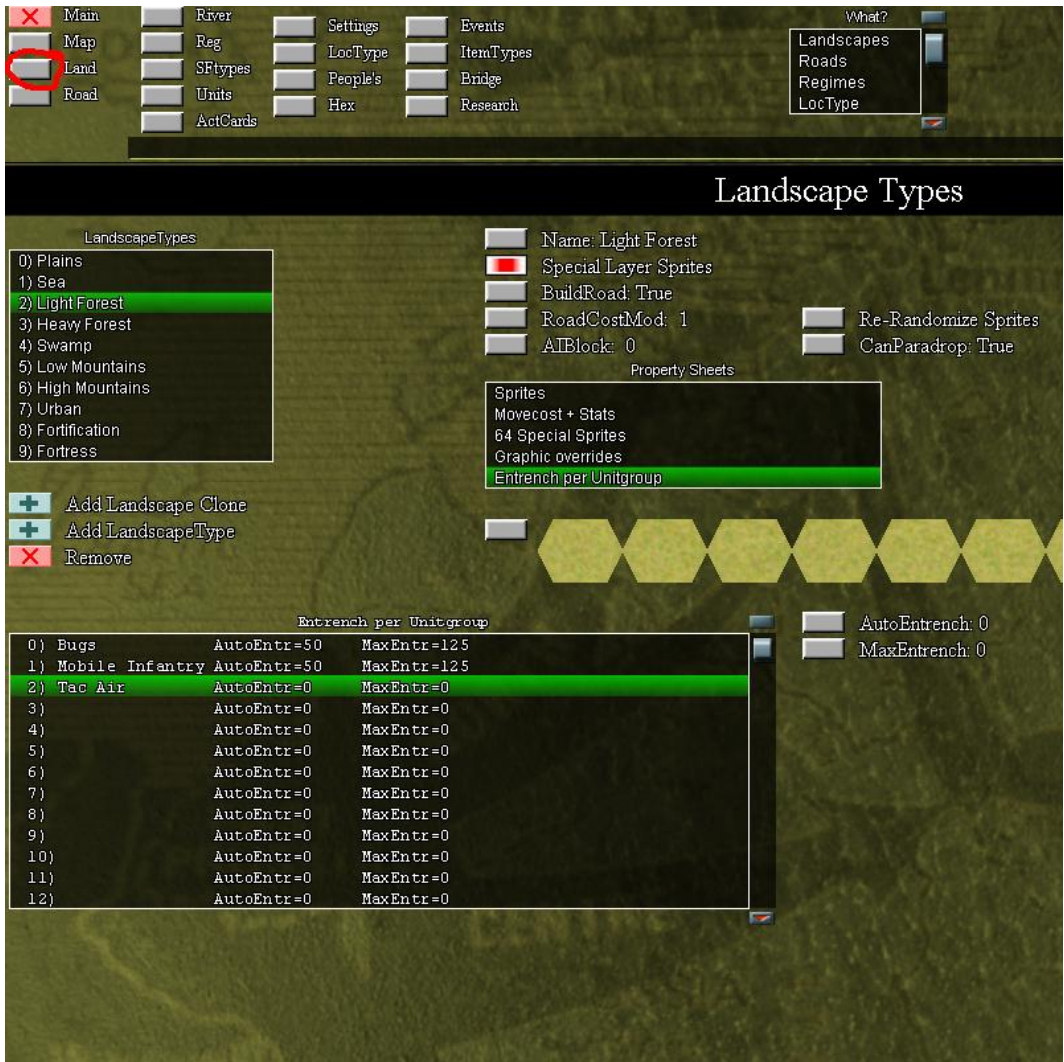 Main
Map
Land
Road
River
Reg
SFtypes
Units
ActCards
Settings
LocType
People's
Hex
Events
ItemTypes
Bridge
Research
What?
Landscapes
Roads
Regimes
LocType
Landscape Types
LandscapeTypes
0) Plains
1) Sea
2) Light Forest
3) Heavy Forest
4) Swamp
5) Low Mountains
6) High Mountains
7) Urban
8) Fortification
9) Fortress
Add Landscape Clone
Add LandscapeType
Remove
Name: Light Forest
Special Layer Sprites
BuildRoad: True
RoadCostMod: 1
AIBlock: 0
Re-Randomize Sprites
CanParadrop: True
Property Sheets
Sprites
Movecost + Stats
64 Special Sprites
Graphic overrides
Entrench per Unitgroup
Entrench per Unitgroup
0) Bugs AutoEntr=50 MaxEntr=125
1) Mobile Infantry AutoEntr=50 MaxEntr=125
2) Tac Air AutoEntr=0 MaxEntr=0
3) AutoEntr=0 MaxEntr=0
4) AutoEntr=0 MaxEntr=0
5) AutoEntr=0 MaxEntr=0
6) AutoEntr=0 MaxEntr=0
7) AutoEntr=0 MaxEntr=0
8) AutoEntr=0 MaxEntr=0
9) AutoEntr=0 MaxEntr=0
10) AutoEntr=0 MaxEntr=0
11) AutoEntr=0 MaxEntr=0
12) AutoEntr=0 MaxEntr=0
AutoEntrench: 0
MaxEntrench: 0